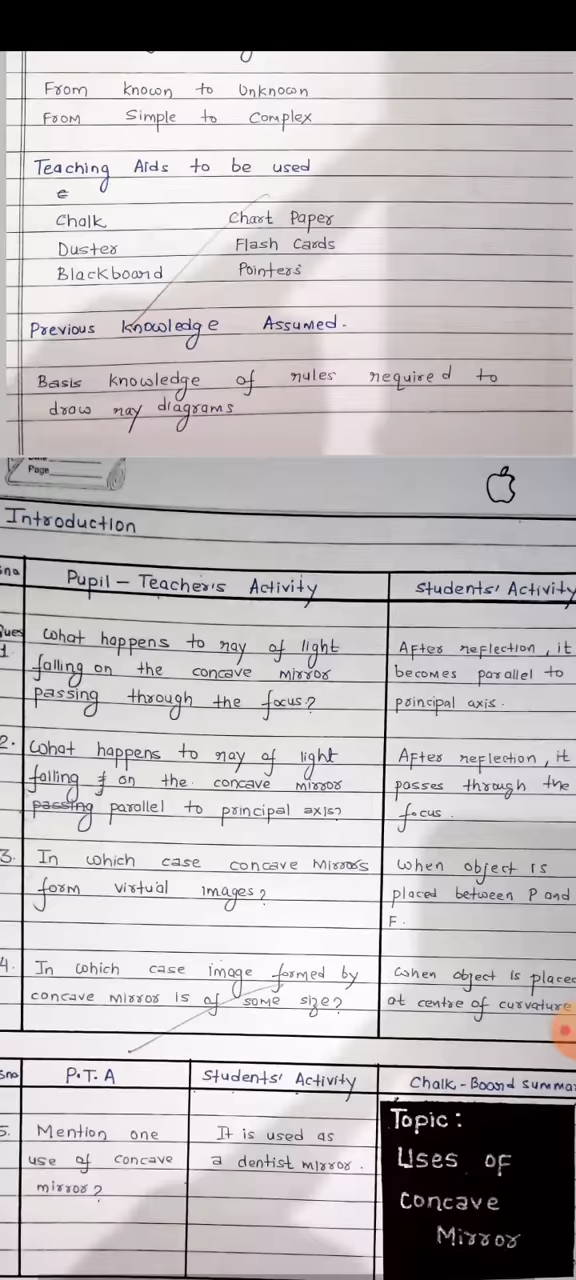 From known to Unknown
From Simple to Complex
Teaching Aids to be used
Chalk Chart Paper
Duster Flash Cards
Blackboard Pointers
Previous knowledge Assumed.
Basis knowledge of rules required to
draw ray diagrams
Page
Introduction
Sno Pupil - Teacher's Activity Students' Activity
Ques What happens to ray of light After reflection, it
1 falling on the concave mirror becomes parallel to
passing through the focus? principal axis.
2. What happens to ray of light After reflection, it
falling on the concave mirror passes through the
passing parallel to principal axis? focus.
3. In which case concave Mirrors When object is
form virtual images? placed between P and
F.
4. In which case image formed by When object is placed
concave mirror is of same size? at centre of curvature
Sno P.T.A Students' Activity Chalk-Board summa
5. Mention one It is used as Topic:
use of concave a dentist mirror. Uses of
mirror? Concave
Mirror